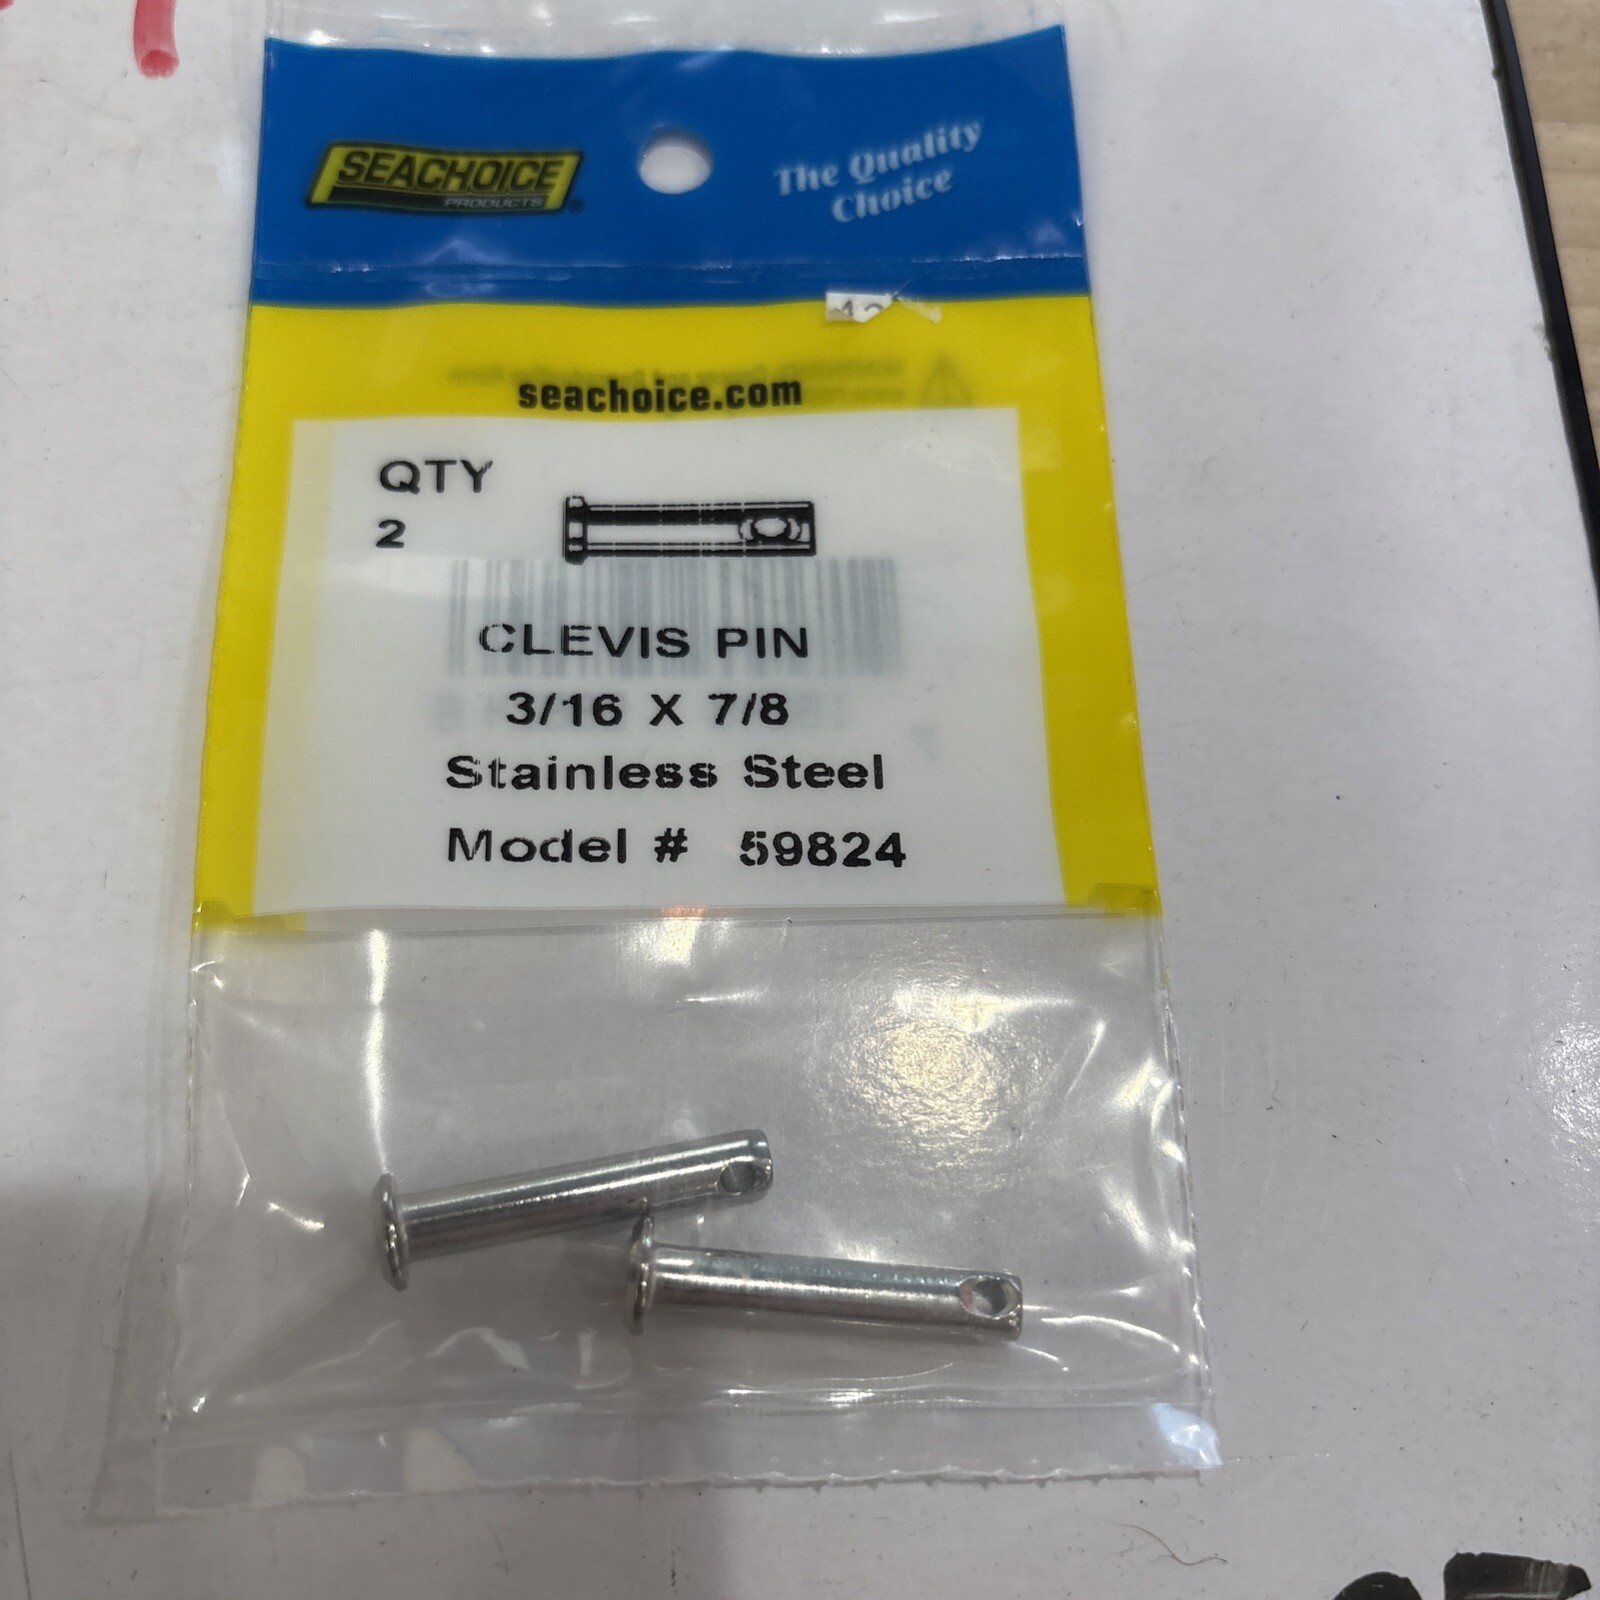 SEACHOICE
PRODUCTS
The Quality
Choice
seachoice.com
QTY
2
CLEVIS PIN
3/16 X 7/8
Stainless Steel
Model # 59824